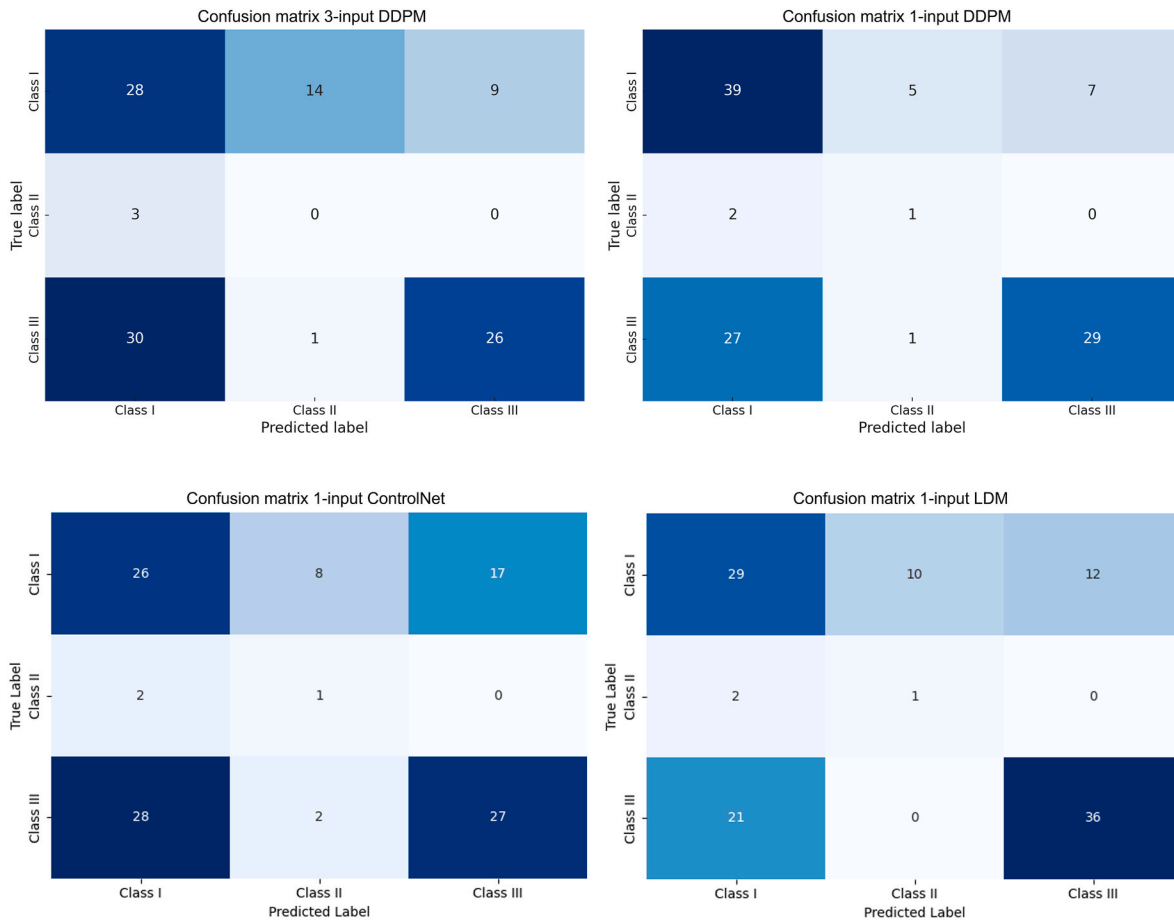 Confusion matrix 3-input DDPM
True label
Class I
28 14 9
Class II
3 0 0
Class III
30 1 26
Class I Class II Class III
Predicted label
Confusion matrix 1-input DDPM
True label
Class I
39 5 7
Class II
2 1 0
Class III
27 1 29
Class I Class II Class III
Predicted label
Confusion matrix 1-input ControlNet
True Label
Class I
26 8 17
Class II
2 1 0
Class III
28 2 27
Class I Class II Class III
Predicted Label
Confusion matrix 1-input LDM
True Label
Class I
29 10 12
Class II
2 1 0
Class III
21 0 36
Class I Class II Class III
Predicted Label